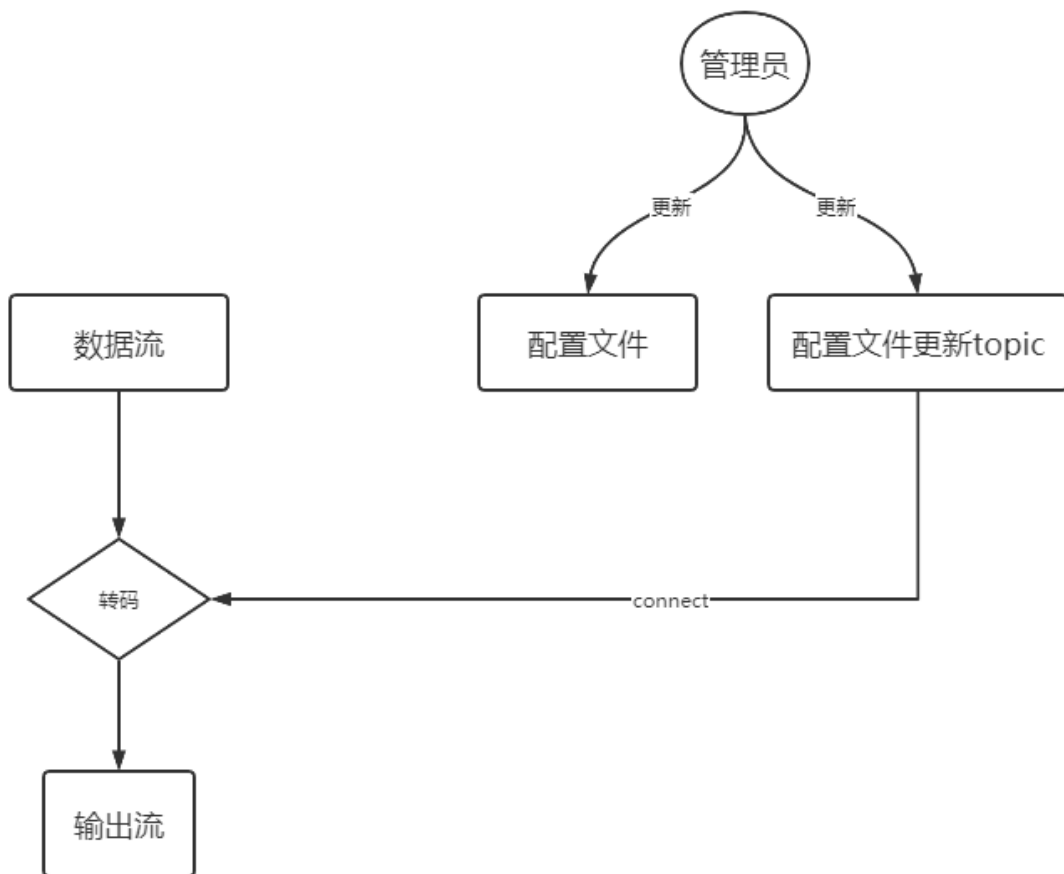 管理员
更新
更新
数据流
配置文件
配置文件更新topic
转码
connect
输出流